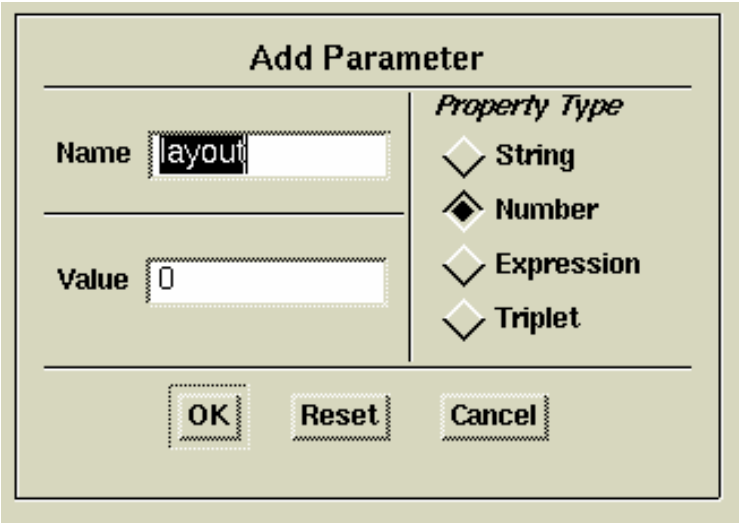 Add Parameter
Name layout
Value 0
Property Type
String
Number
Expression
Triplet
OK Reset Cancel